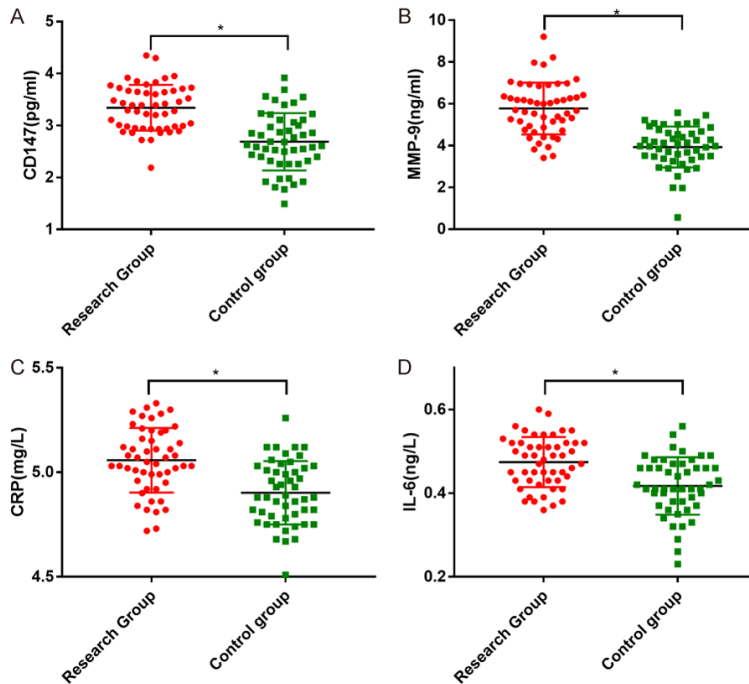 A
*
CD147(pg/ml)
5
4
3
2
1
Research Group
Control group
B
*
MMP-9(ng/ml)
10
8
6
4
2
0
Research Group
Control group
C
*
CRP(mg/L)
5.5
5.0
4.5
Research Group
Control group
D
*
IL-6(ng/L)
0.6
0.4
0.2
Research Group
Control group